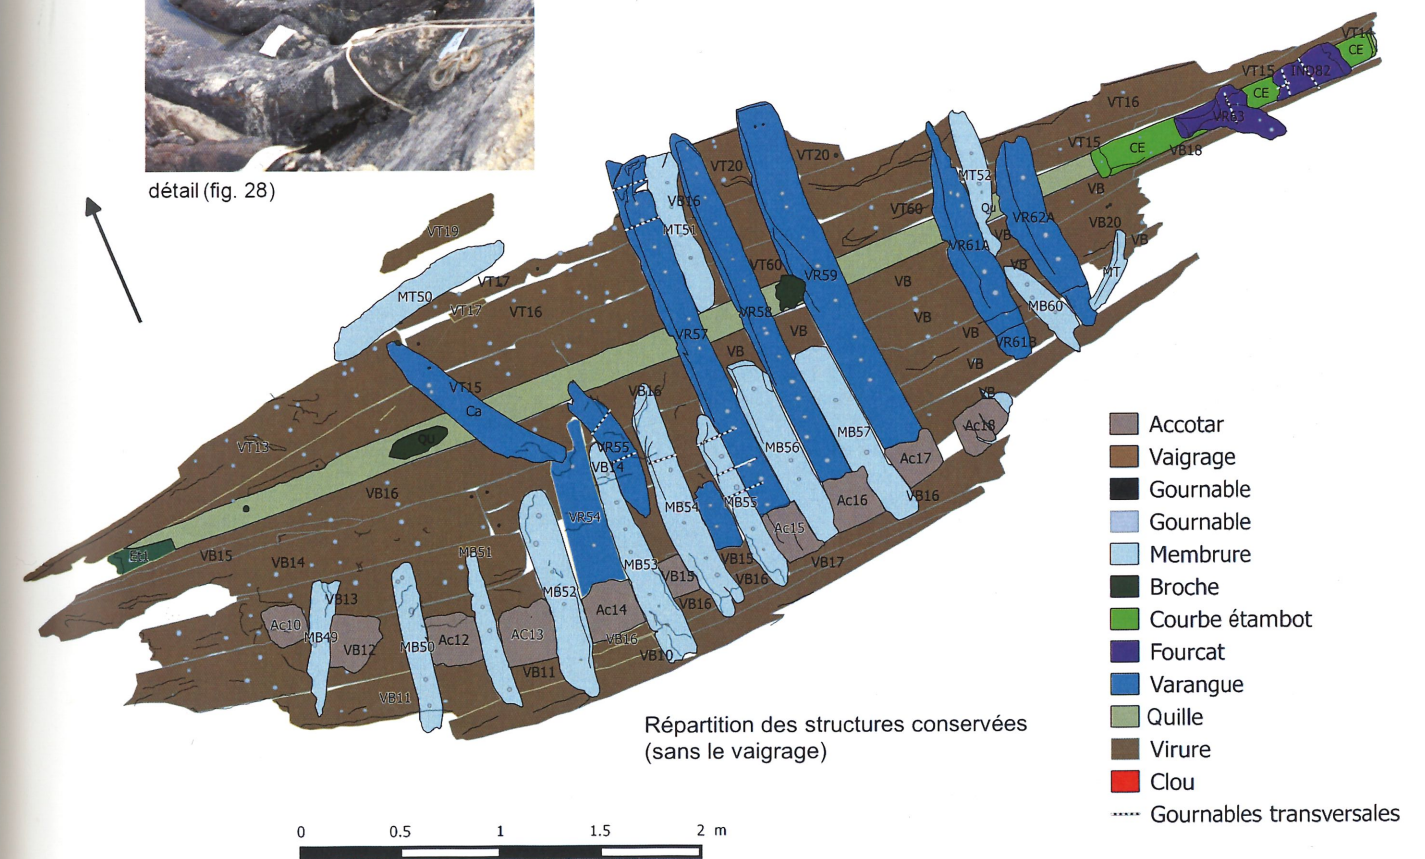 détail (fig. 28)
VT14
CE
VT15
IND82
CE
VT16
VR63
VT15
CE
VB18
VT20
VT20
MT52
VB
VB16
VT60
Qu
VR62A
VB20
VT19
MT51
VB
VB
VR61A
VT60
VB
MT
VT17
VR59
VB
MT50
MB60
VT17
VT16
VR58
VB
VR57
VB
VB
VR61B
VB
VB
VT15
VB16
VB
Ca
Ac18
MB57
QU
VT13
VR55
MB56
Ac17
VB14
VB16
VB16
MB55
Ac16
MB54
VR54
Ac15
Et1
VB15
MB51
VB14
VB15
VB17
MB53
VB15
VB16
MB52
VB13
VB16
Ac14
Ac10
MB49
Ac12
AC13
VB16
MB50
VB12
VB10
VB11
VB11
Répartition des structures conservées
(sans le vaigrage)
Accotar
Vaigrage
Gournable
Gournable
Membrure
Broche
Courbe étambot
Fourcat
Varangue
Quille
Virure
Clou
Gournables transversales
0 0.5 1 1.5 2 m